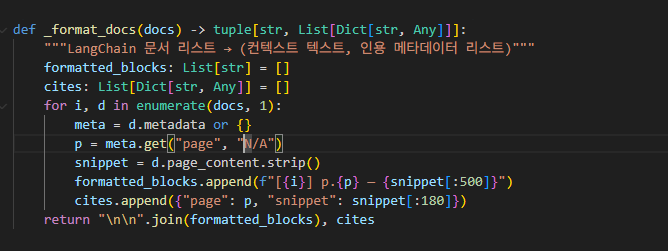 def _format_docs(docs) -> tuple[str, List[Dict[str, Any]]]:
    """LangChain 문서 리스트 → (컨텍스트 텍스트, 인용 메타데이터 리스트)"""
    formatted_blocks: List[str] = []
    cites: List[Dict[str, Any]] = []
    for i, d in enumerate(docs, 1):
        meta = d.metadata or {}
        p = meta.get("page", "N/A")
        snippet = d.page_content.strip()
        formatted_blocks.append(f"[{i}] p.{p} — {snippet[:500]}")
        cites.append({"page": p, "snippet": snippet[:180]})
    return "\n\n".join(formatted_blocks), cites